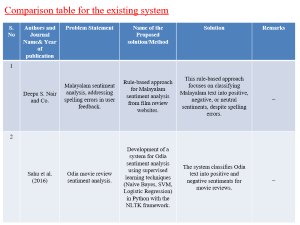 Comparison table for the existing system
S. No
Authors and Journal Name& Year of publication
Problem Statement
Name of the Proposed solution/Method
Solution
Remarks
1
Deepu S. Nair and Co.
Malayalam sentiment analysis, addressing spelling errors in user feedback.
Rule-based approach for Malayalam sentiment analysis from film review websites.
This rule-based approach focuses on classifying Malayalam text into positive, negative, or neutral sentiments, despite spelling errors.
–
2
Sahu et al. (2016)
Odia movie review sentiment analysis.
Development of a system for Odia sentiment analysis using supervised learning techniques (Naive Bayes, SVM, Logistic Regression) in Python with the NLTK framework.
The system classifies Odia text into positive and negative sentiments for movie reviews.
–